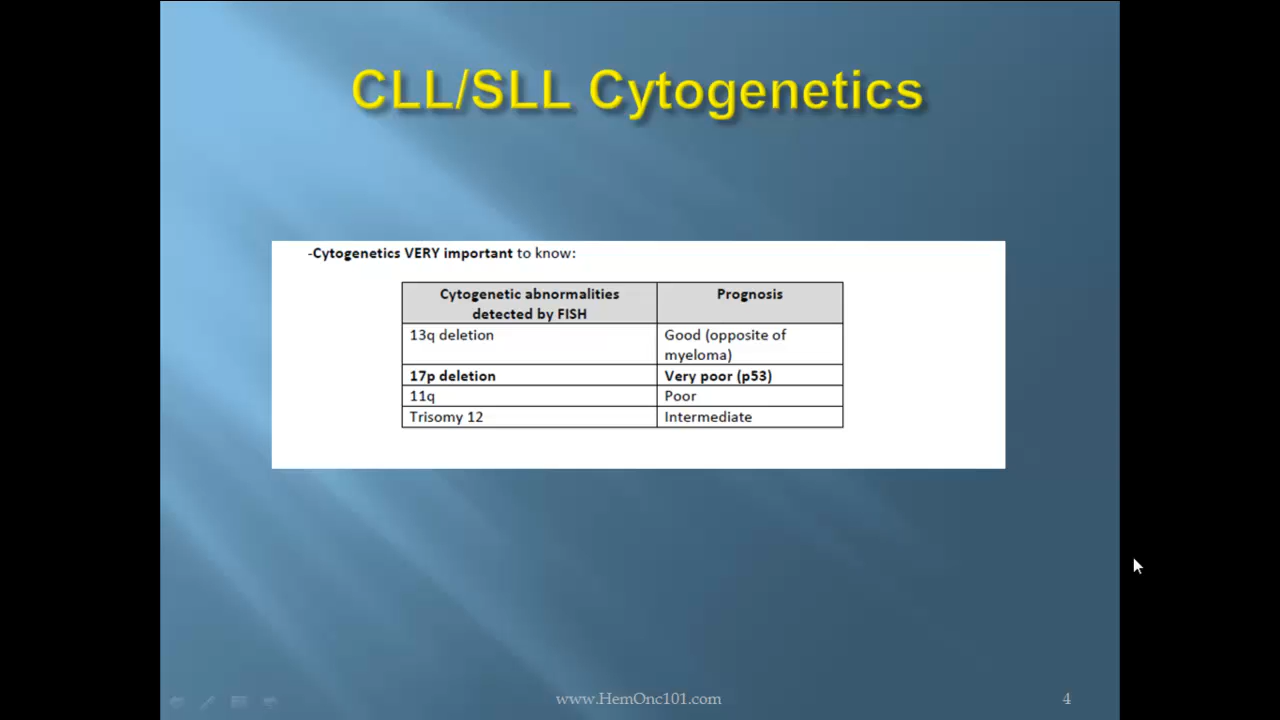 CLL/SLL Cytogenetics
-Cytogenetics VERY important to know:
Cytogenetic abnormalities detected by FISH
Prognosis
13q deletion
Good (opposite of myeloma)
17p deletion
Very poor (p53)
11q
Poor
Trisomy 12
Intermediate
www.HemOnc101.com
4